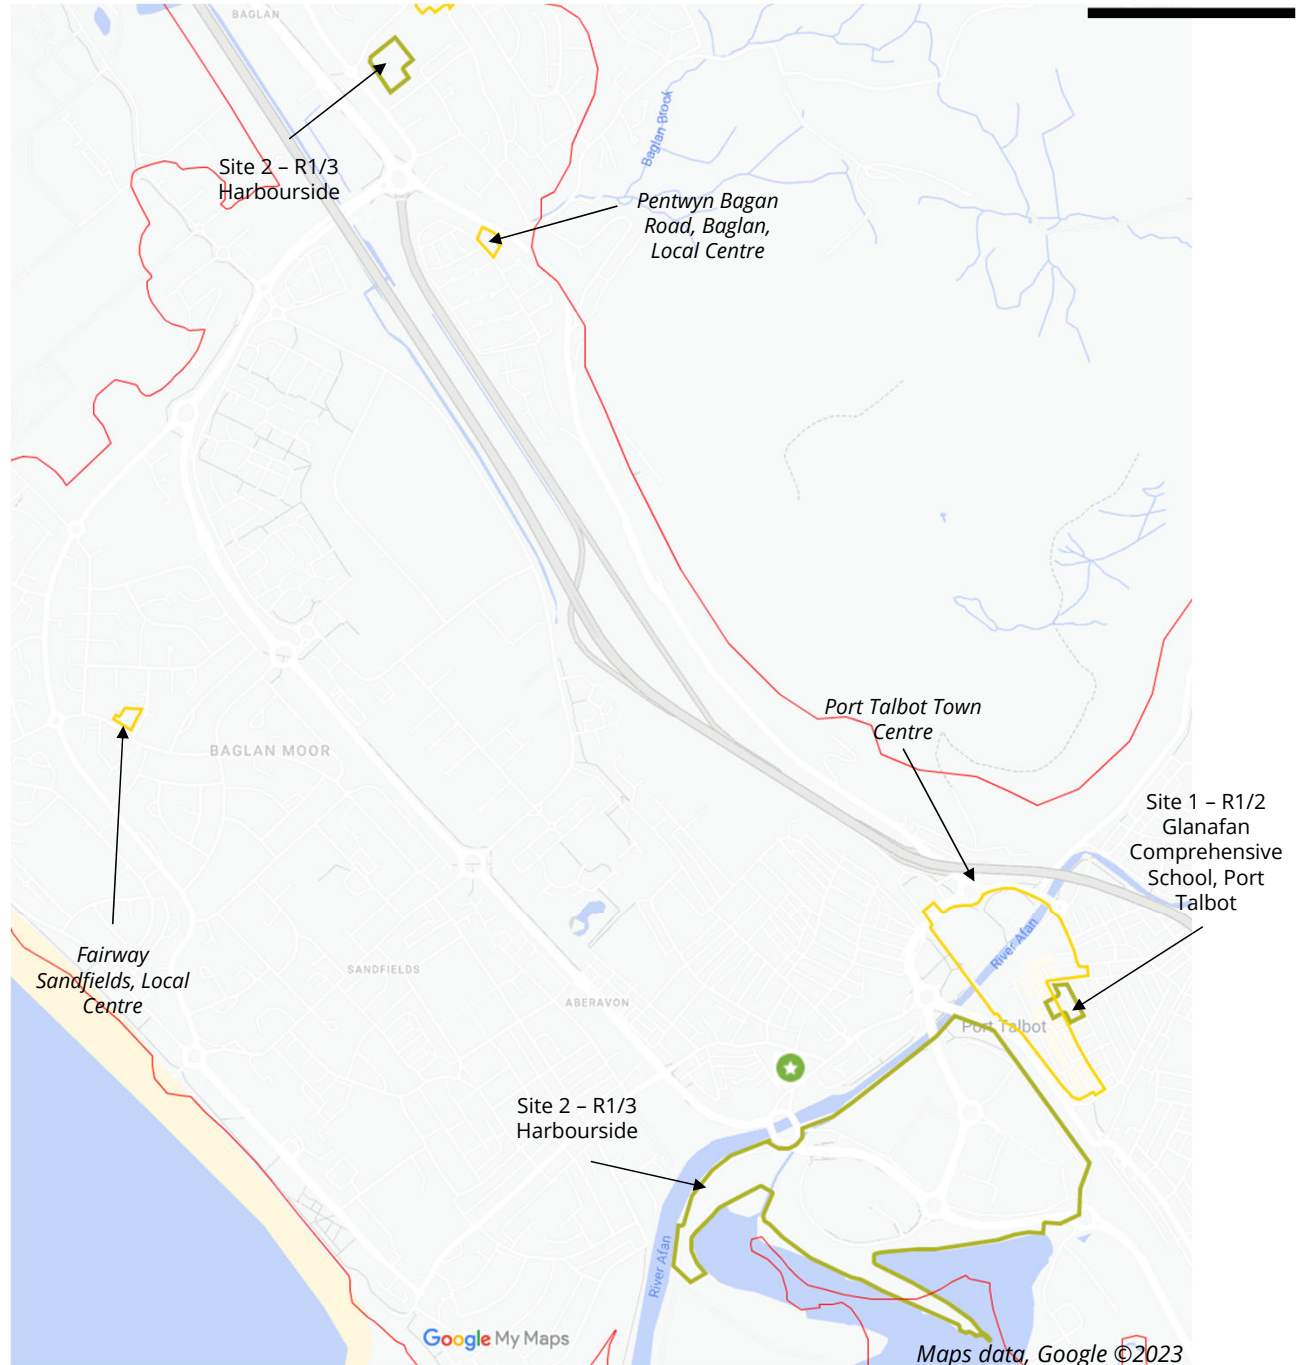 BAGLAN
Baglan Brook
Site 2 – R1/3
Harbourside
Pentwyn Bagan
Road, Baglan,
Local Centre
Port Talbot Town
Centre
BAGLAN MOOR
Site 1 – R1/2
Glanafan
Comprehensive
School, Port
Talbot
River Afan
Fairway
Sandfields, Local
Centre
SANDFIELDS
ABERAVON
Port Talbot
Site 2 – R1/3
Harbourside
River Afan
Google My Maps
Maps data, Google ©2023